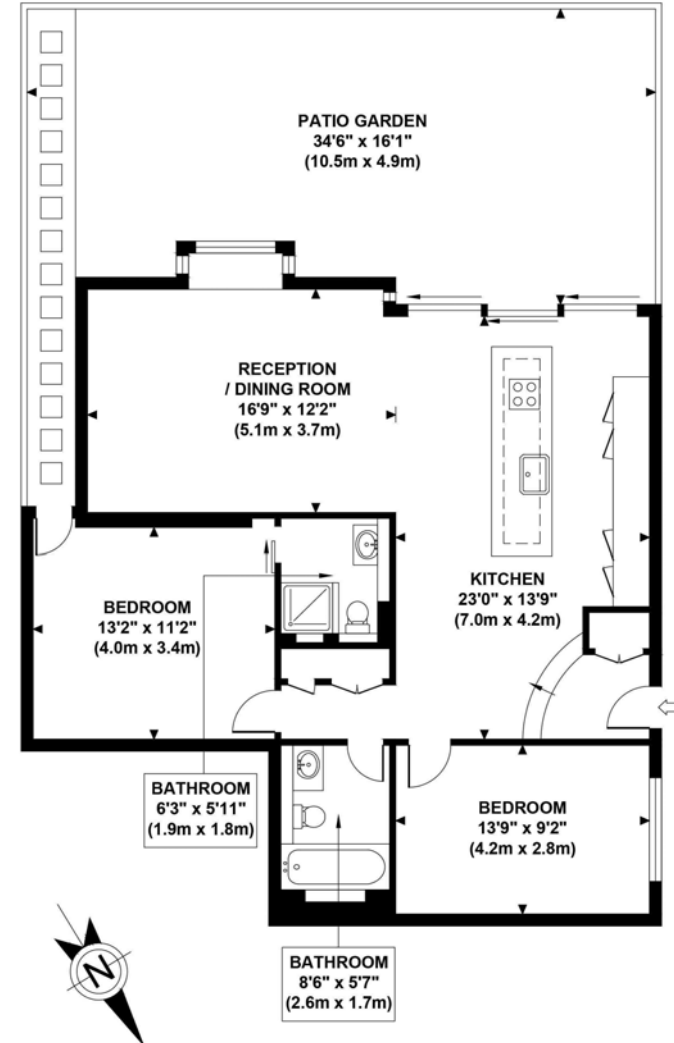 PATIO GARDEN
34'6" x 16'1"
(10.5m x 4.9m)
RECEPTION
/ DINING ROOM
16'9" x 12'2"
(5.1m x 3.7m)
KITCHEN
23'0" x 13'9"
(7.0m x 4.2m)
BEDROOM
13'2" x 11'2"
(4.0m x 3.4m)
BATHROOM
6'3" x 5'11"
(1.9m x 1.8m)
BEDROOM
13'9" x 9'2"
(4.2m x 2.8m)
BATHROOM
8'6" x 5'7"
(2.6m x 1.7m)
N